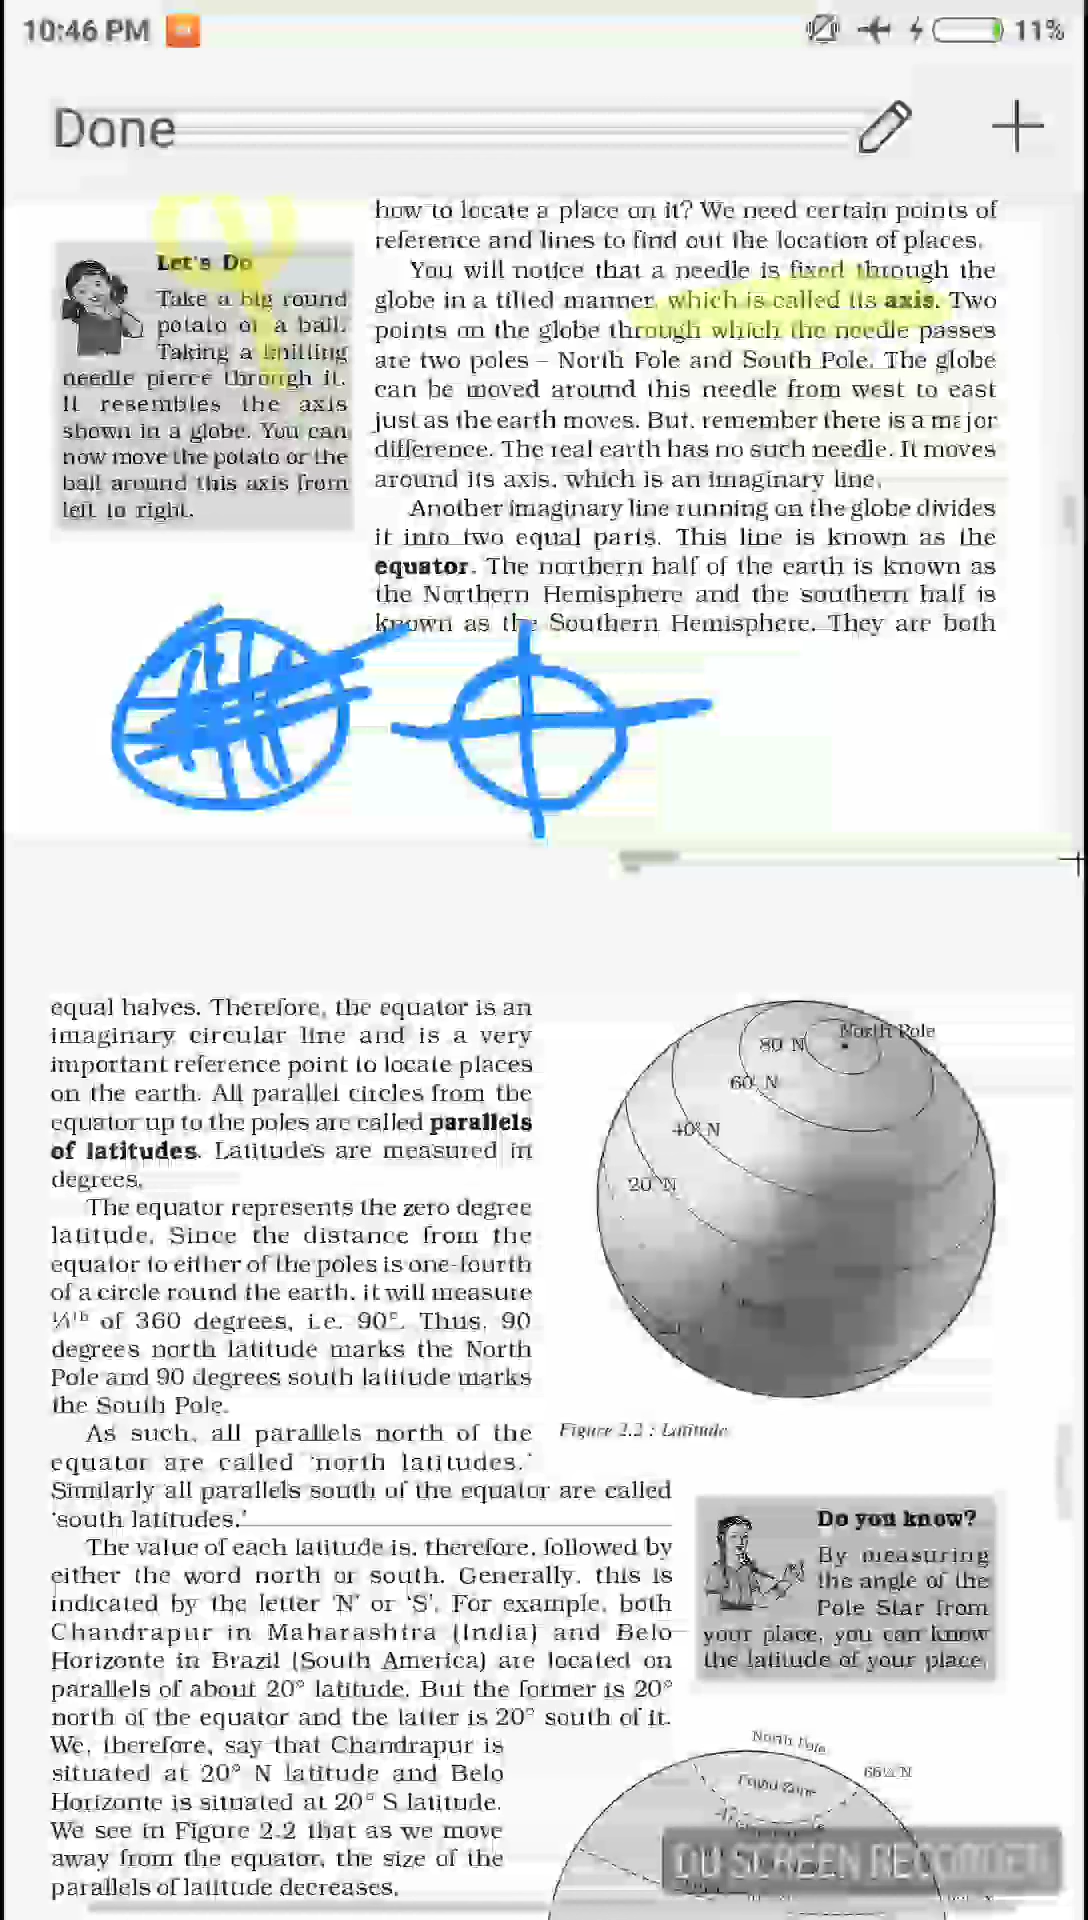 10:46 PM
11%
Done
how to locate a place on it? We need certain points of
reference and lines to find out the location of places.
You will notice that a needle is fixed through the
globe in a tilted manner, which is called its axis. Two
points on the globe through which the needle passes
are two poles – North Pole and South Pole. The globe
can be moved around this needle from west to east
just as the earth moves. But, remember there is a major
difference. The real earth has no such needle. It moves
around its axis, which is an imaginary line.
Another imaginary line running on the globe divides
it into two equal parts. This line is known as the
equator. The northern half of the earth is known as
the Northern Hemisphere and the southern half is
known as the Southern Hemisphere. They are both
Let's Do
Take a big round
potato or a ball.
Taking a knitting
needle pierce through it.
It resembles the axis
shown in a globe. You can
now move the potato or the
ball around this axis from
left to right.
equal halves. Therefore, the equator is an
imaginary circular line and is a very
important reference point to locate places
on the earth. All parallel circles from the
equator up to the poles are called parallels
of latitudes. Latitudes are measured in
degrees.
The equator represents the zero degree
latitude. Since the distance from the
equator to either of the poles is one-fourth
of a circle round the earth, it will measure
¼th of 360 degrees, i.e. 90°. Thus, 90
degrees north latitude marks the North
Pole and 90 degrees south latitude marks
the South Pole.
As such, all parallels north of the
equator are called 'north latitudes.'
Similarly all parallels south of the equator are called
'south latitudes.'
The value of each latitude is, therefore, followed by
either the word north or south. Generally, this is
indicated by the letter 'N' or 'S'. For example, both
Chandrapur in Maharashtra (India) and Belo
Horizonte in Brazil (South America) are located on
parallels of about 20° latitude. But the former is 20°
north of the equator and the latter is 20° south of it.
We, therefore, say that Chandrapur is
situated at 20° N latitude and Belo
Horizonte is situated at 20° S latitude.
We see in Figure 2.2 that as we move
away from the equator, the size of the
parallels of latitude decreases.
North Pole
80 N
60° N
40° N
20° N
Figure 2.2 : Latitude
Do you know?
By measuring
the angle of the
Pole Star from
your place, you can know
the latitude of your place.
North Pole
66½ N
Frigid Zone
DU SCREEN RECORDER